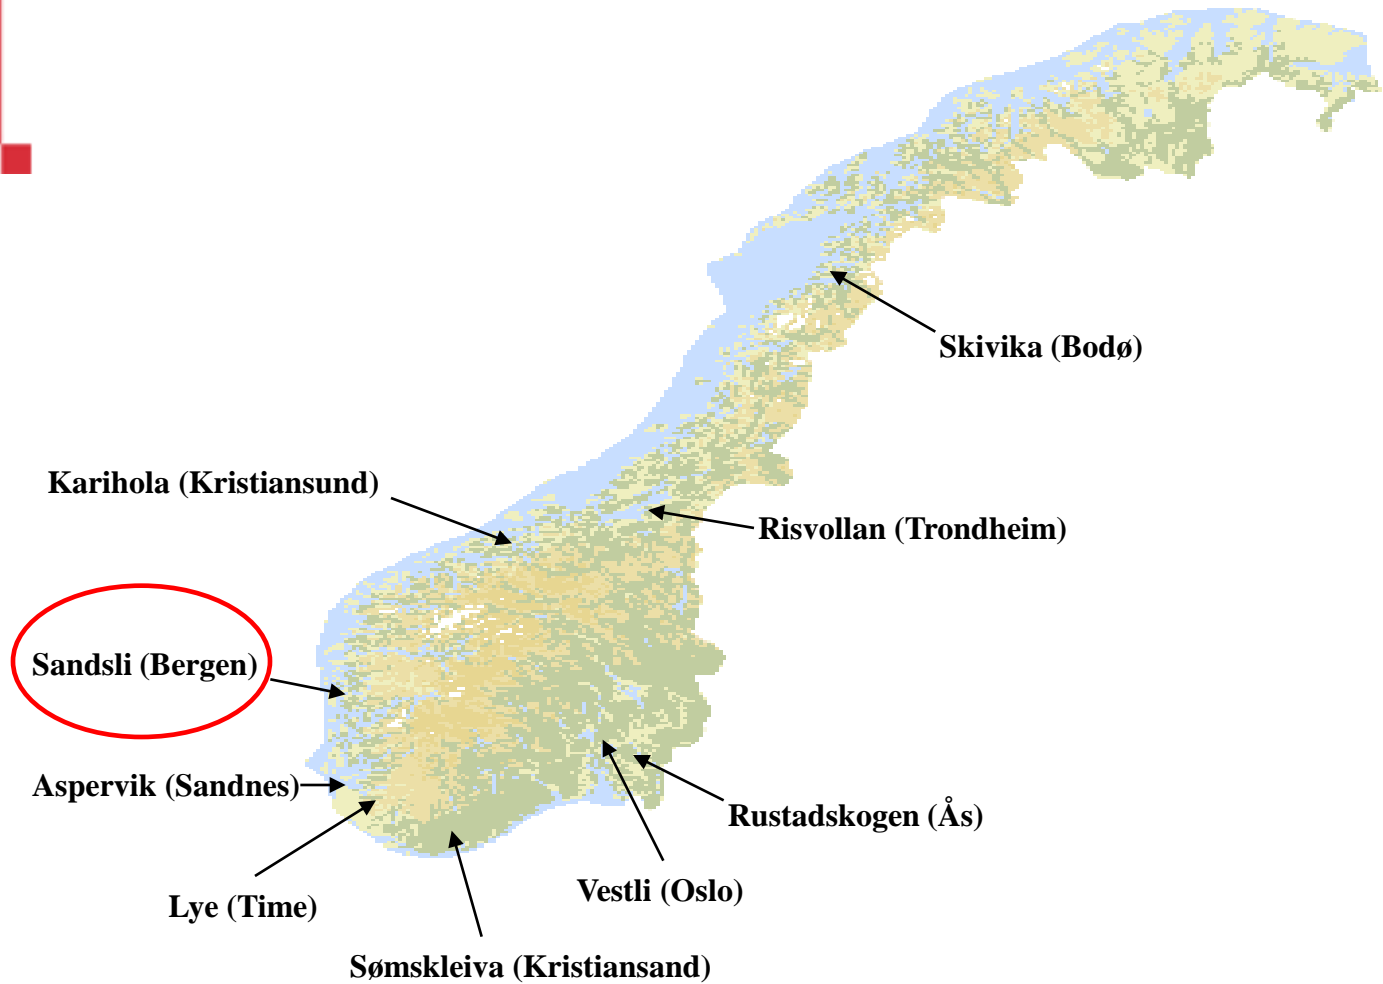 Skivika (Bodø)
Karihola (Kristiansund)
Risvollan (Trondheim)
Sandsli (Bergen)
Aspervik (Sandnes)
Rustadskogen (Ås)
Vestli (Oslo)
Lye (Time)
Sømskleiva (Kristiansand)